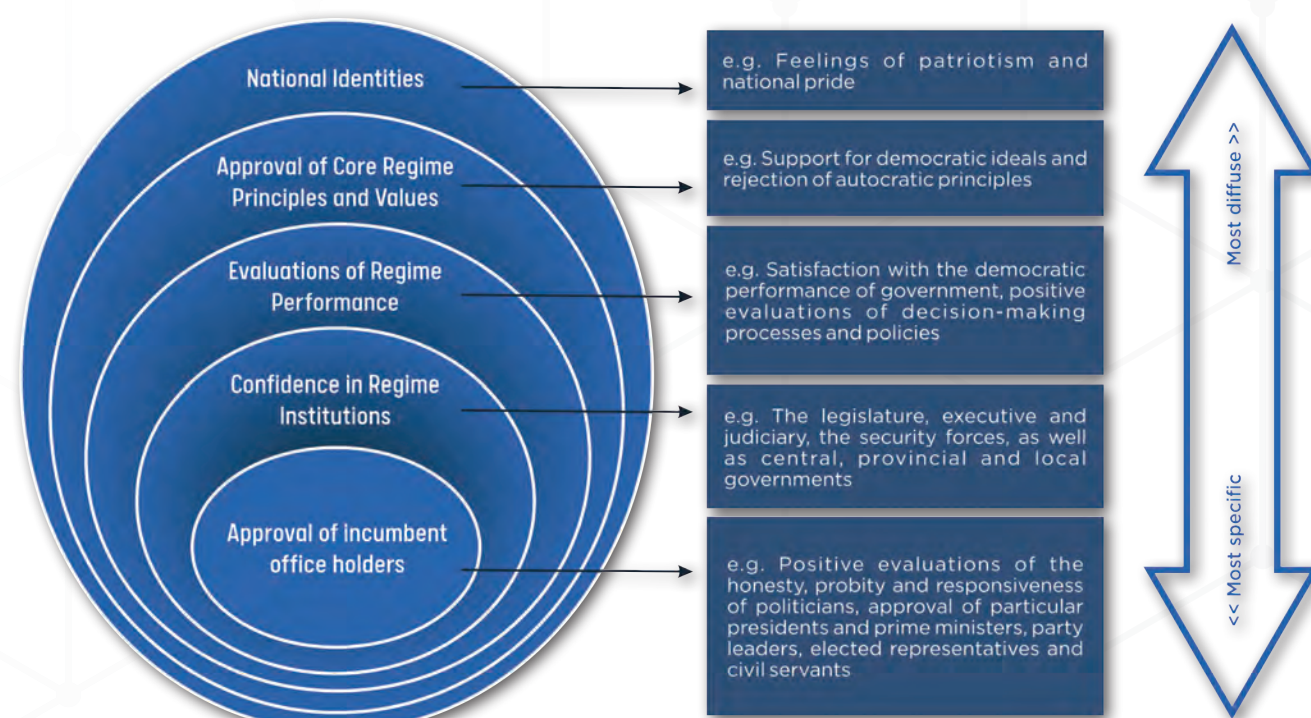 National Identities
e.g. Feelings of patriotism and
national pride
Approval of Core Regime
Principles and Values
e.g. Support for democratic ideals and
rejection of autocratic principles
Evaluations of Regime
Performance
e.g. Satisfaction with the democratic
performance of government, positive
evaluations of decision-making
processes and policies
Confidence in Regime
Institutions
e.g. The legislature, executive and
judiciary, the security forces, as well
as central, provincial and local
governments
Approval of incumbent
office holders
e.g. Positive evaluations of the
honesty, probity and responsiveness
of politicians, approval of particular
presidents and prime ministers, party
leaders, elected representatives and
civil servants
Most diffuse >>
<< Most specific